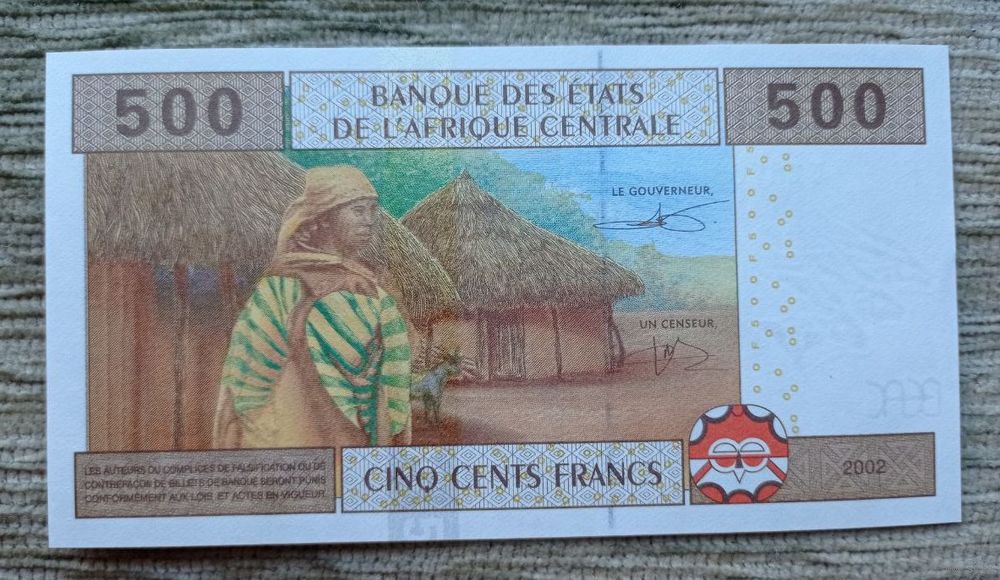 500
BANQUE DES ÉTATS
DE L'AFRIQUE CENTRALE
500
LE GOUVERNEUR,
UN CENSEUR,
LES AUTEURS OU COMPLICES DE FALSIFICATION OU DE
CONTREFAÇON DE BILLETS DE BANQUE SERONT PUNIS
CONFORMÉMENT AUX LOIS ET ACTES EN VIGUEUR.
CINQ CENTS FRANCS
2002